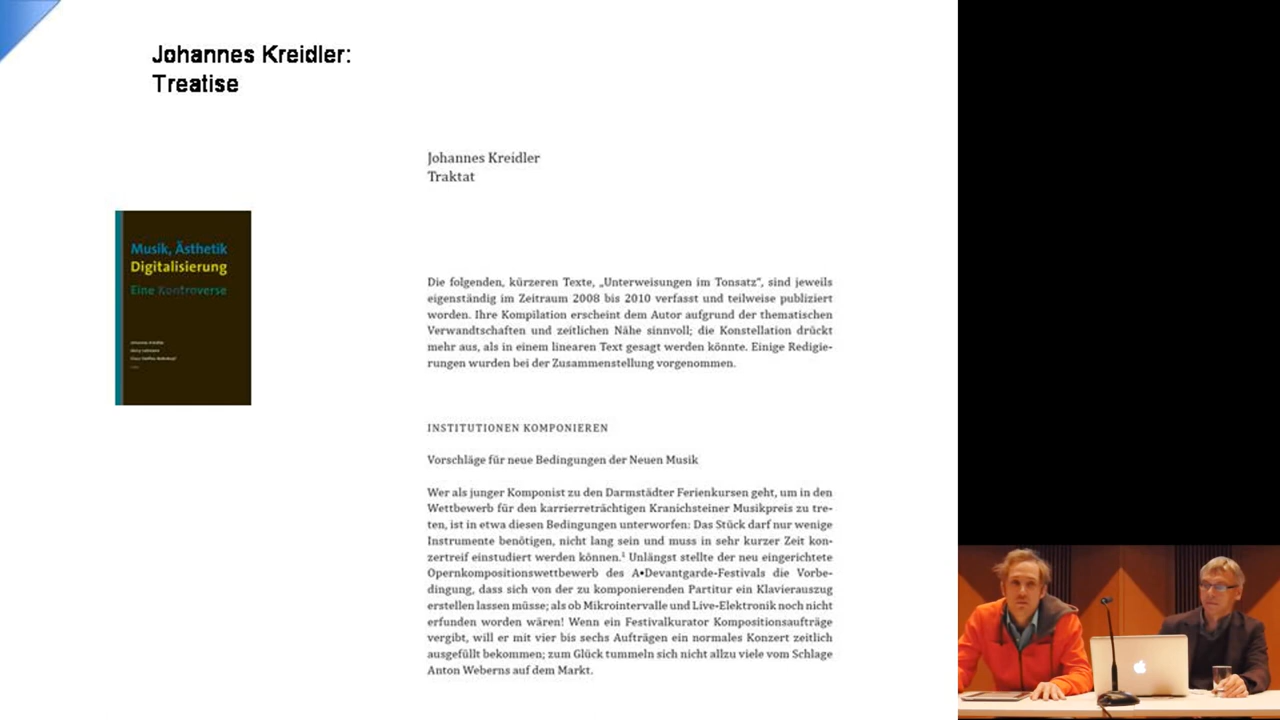 Johannes Kreidler:
Treatise
Johannes Kreidler
Traktat
Musik, Ästhetik
Digitalisierung
Eine Kontroverse
Johannes Kreidler
Harry Lehmann
Claus-Steffen Mahnkopf
Die folgenden, kürzeren Texte, „Unterweisungen im Tonsatz“, sind jeweils
eigenständig im Zeitraum 2008 bis 2010 verfasst und teilweise publiziert
worden. Ihre Kompilation erscheint dem Autor aufgrund der thematischen
Verwandtschaften und zeitlichen Nähe sinnvoll; die Konstellation drückt
mehr aus, als in einem linearen Text gesagt werden könnte. Einige Redigie-
rungen wurden bei der Zusammenstellung vorgenommen.
INSTITUTIONEN KOMPONIEREN
Vorschläge für neue Bedingungen der Neuen Musik
Wer als junger Komponist zu den Darmstädter Ferienkursen geht, um in den
Wettbewerb für den karriereträchtigen Kranichsteiner Musikpreis zu tre-
ten, ist in etwa diesen Bedingungen unterworfen: Das Stück darf nur wenige
Instrumente benötigen, nicht lang sein und muss in sehr kurzer Zeit kon-
zertreif einstudiert werden können.¹ Unlängst stellte der neu eingerichtete
Opernkompositionswettbewerb des A•Devantgarde-Festivals die Vorbe-
dingung, dass sich von der zu komponierenden Partitur ein Klavierauszug
erstellen lassen müsse; als ob Mikrointervalle und Live-Elektronik noch nicht
erfunden worden wären! Wenn ein Festivalkurator Kompositionsaufträge
vergibt, will er mit vier bis sechs Aufträgen ein normales Konzert zeitlich
ausgefüllt bekommen; zum Glück tummeln sich nicht allzu viele vom Schlage
Anton Weberns auf dem Markt.